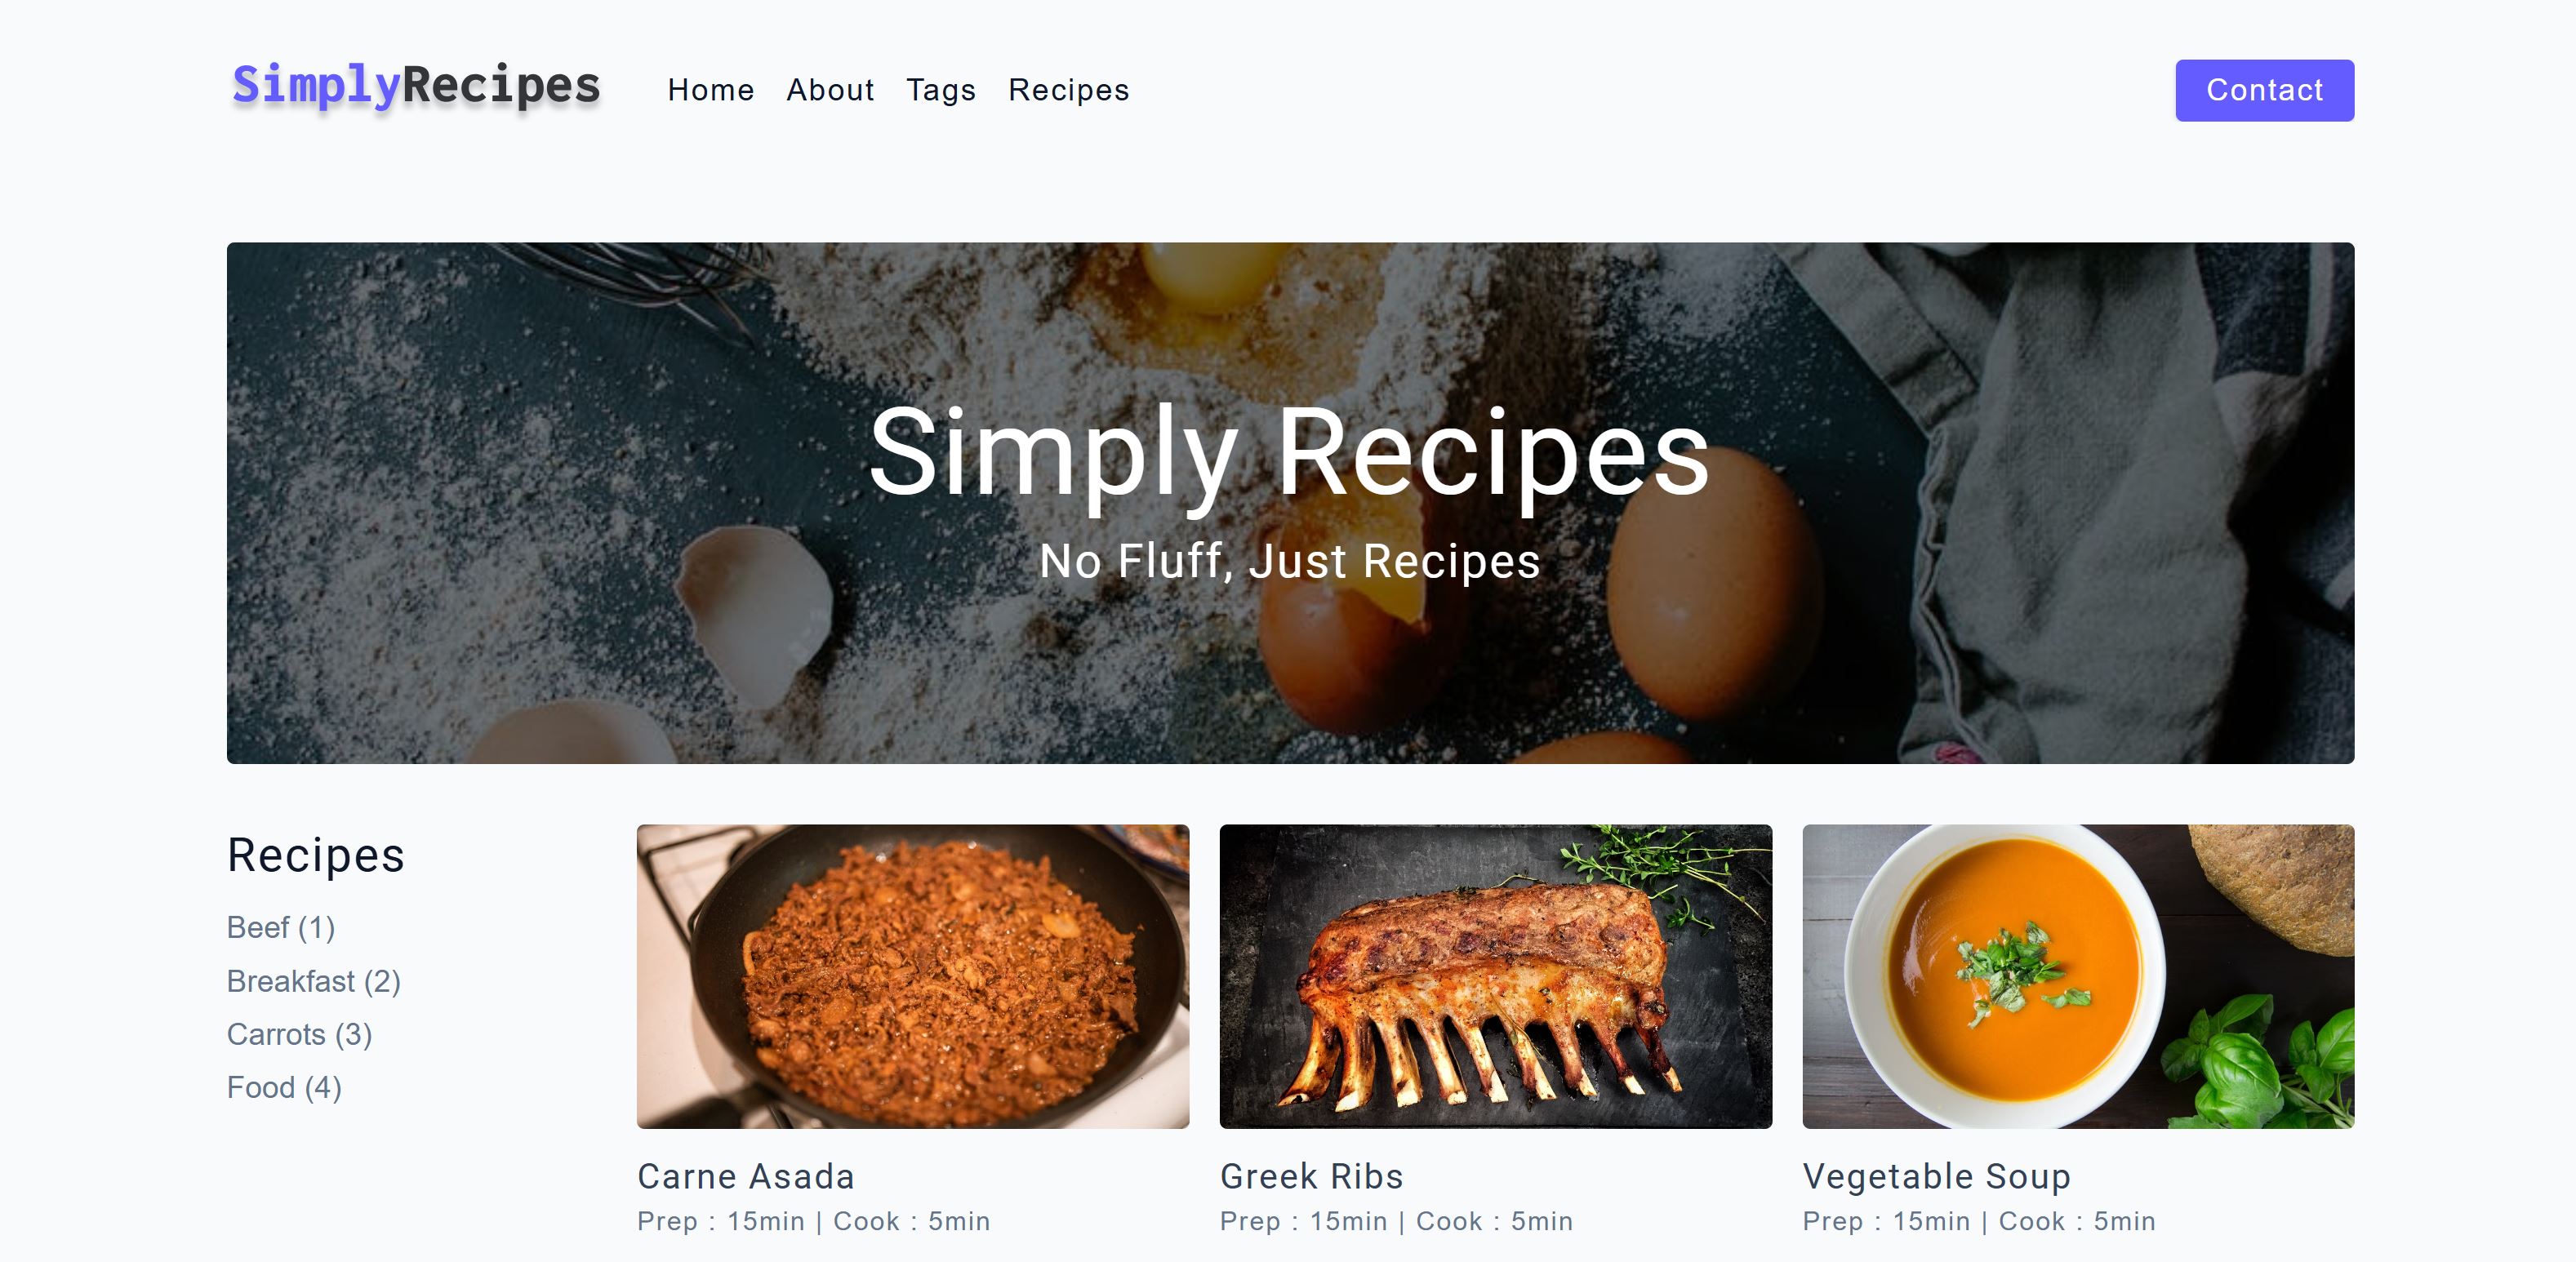 SimplyRecipes
Home About Tags Recipes
Contact
Simply Recipes
No Fluff, Just Recipes
Recipes
Beef (1)
Breakfast (2)
Carrots (3)
Food (4)
Carne Asada
Prep : 15min | Cook : 5min
Greek Ribs
Prep : 15min | Cook : 5min
Vegetable Soup
Prep : 15min | Cook : 5min